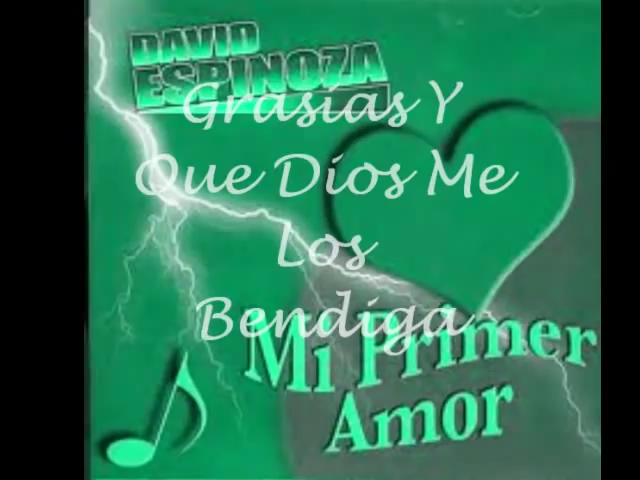 DAVID
ESPINOZA
Grasias Y
Que Dios Me
Los
Bendiga
Mi Primer
Amor